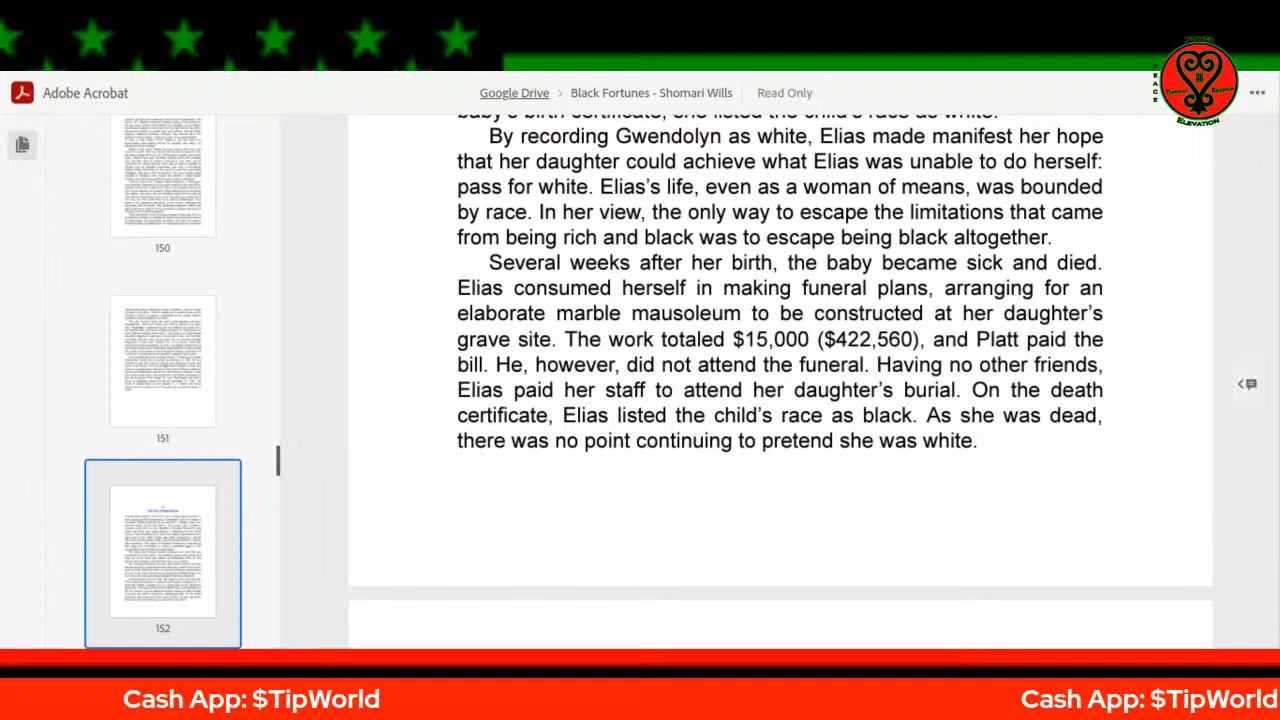 POWER
PEACE
TIFFANY FRENCH
ELEVATION
Adobe Acrobat
Google Drive > Black Fortunes - Shomari Wills
Read Only
By recording Gwendolyn as white, Elias made manifest her hope
that her daughter could achieve what Elias was unable to do herself:
pass for white. Elias’s life, even as a woman of means, was bounded
by race. In her view, the only way to escape the limitations that came
from being rich and black was to escape being black altogether.
Several weeks after her birth, the baby became sick and died.
Elias consumed herself in making funeral plans, arranging for an
elaborate marble mausoleum to be constructed at her daughter’s
grave site. The work totaled $15,000 ($422,560), and Platt paid the
bill. He, however, did not attend the funeral. Having no other friends,
Elias paid her staff to attend her daughter’s burial. On the death
certificate, Elias listed the child’s race as black. As she was dead,
there was no point continuing to pretend she was white.
150
151
152
Cash App: $TipWorld
Cash App: $TipWorld